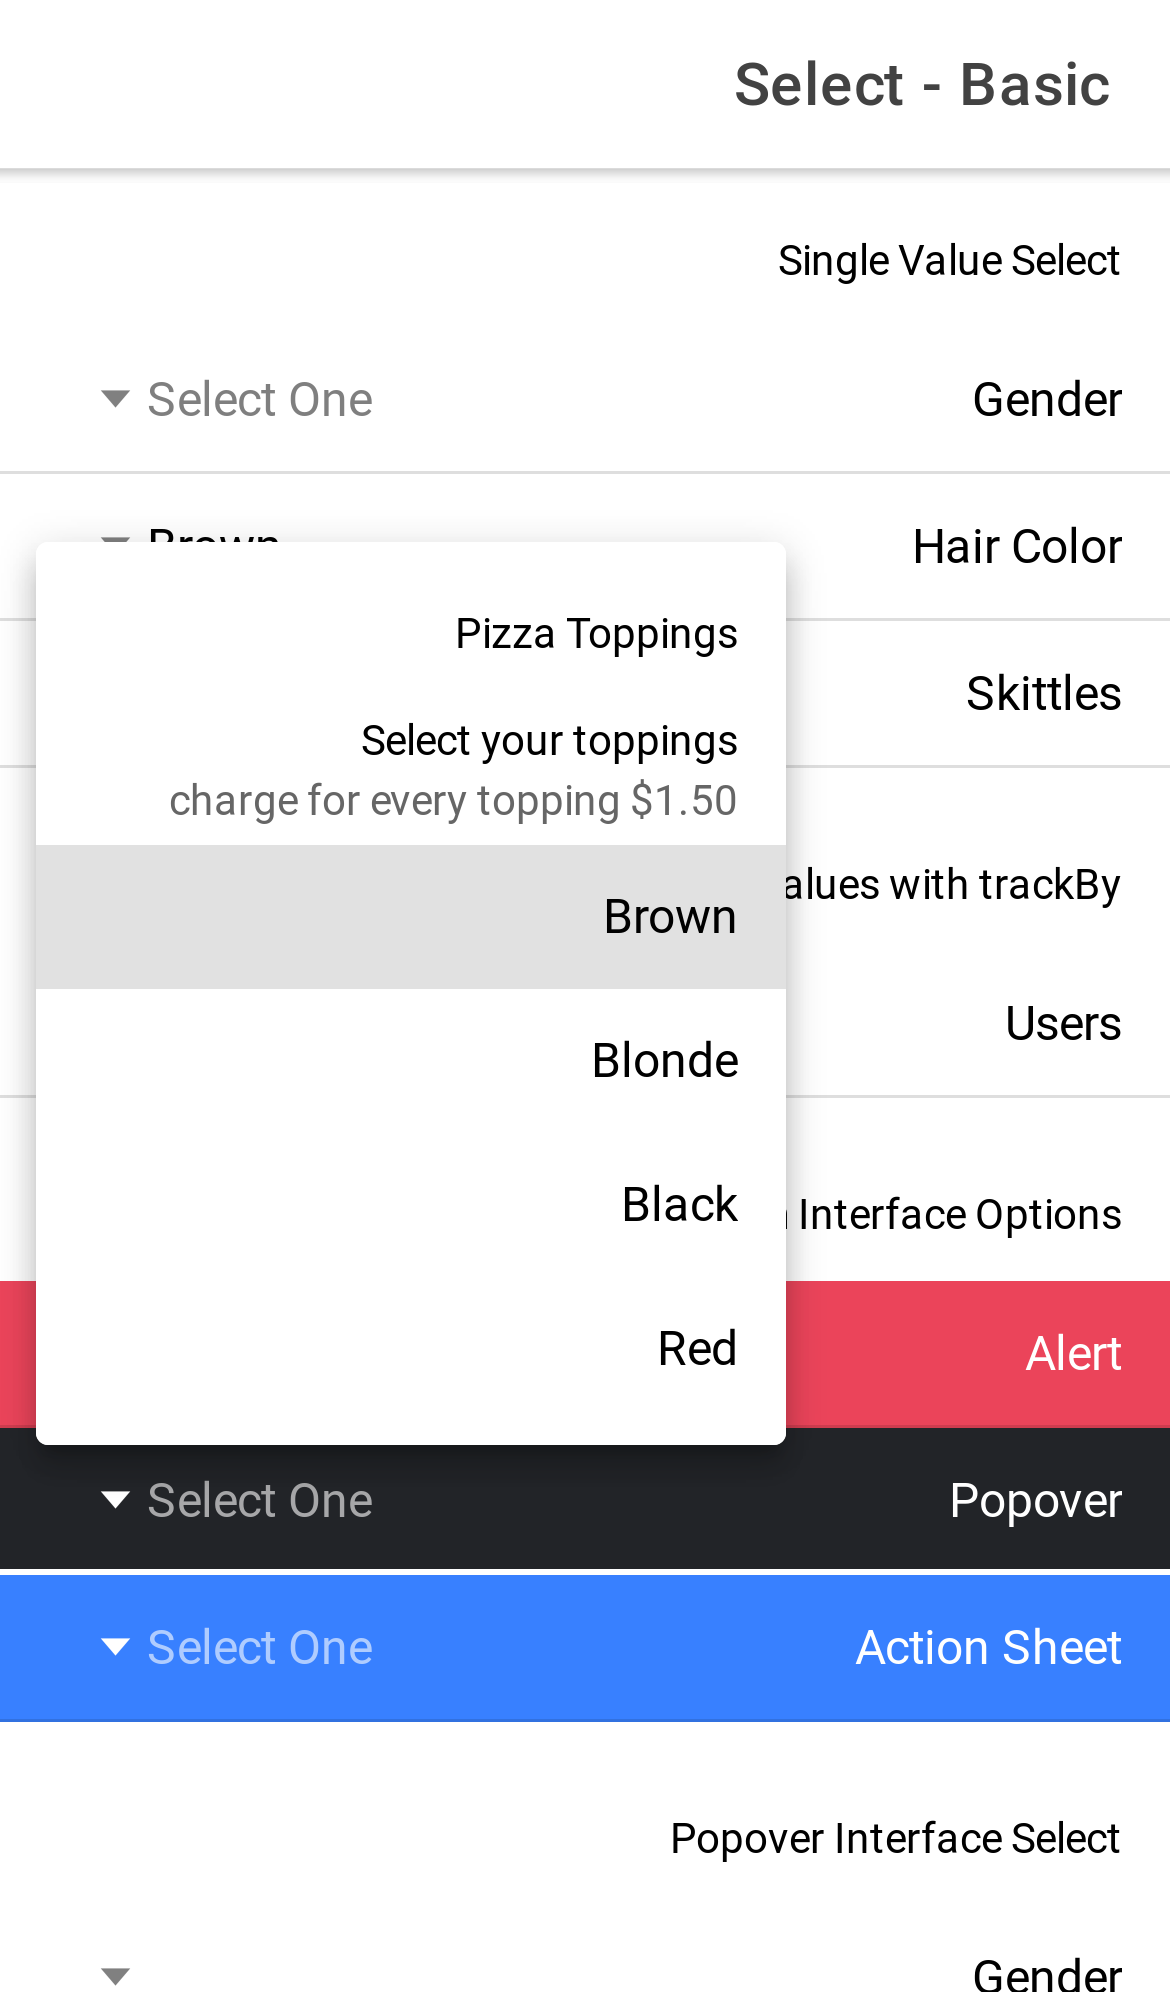 Select - Basic
Single Value Select
Gender
Select One
Hair Color
Brown
Skittles
Pizza Toppings
Select your toppings
charge for every topping $1.50
Brown
Blonde
Black
Red
with trackBy
Users
Interface Options
Alert
Popover
Select One
Action Sheet
Select One
Popover Interface Select
Gender